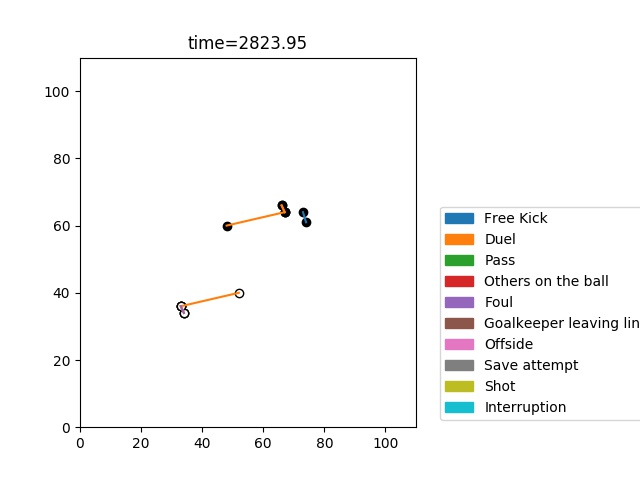 time=2823.95
100
80
60
40
20
0
0 20 40 60 80 100
Free Kick
Duel
Pass
Others on the ball
Foul
Goalkeeper leaving lin
Offside
Save attempt
Shot
Interruption